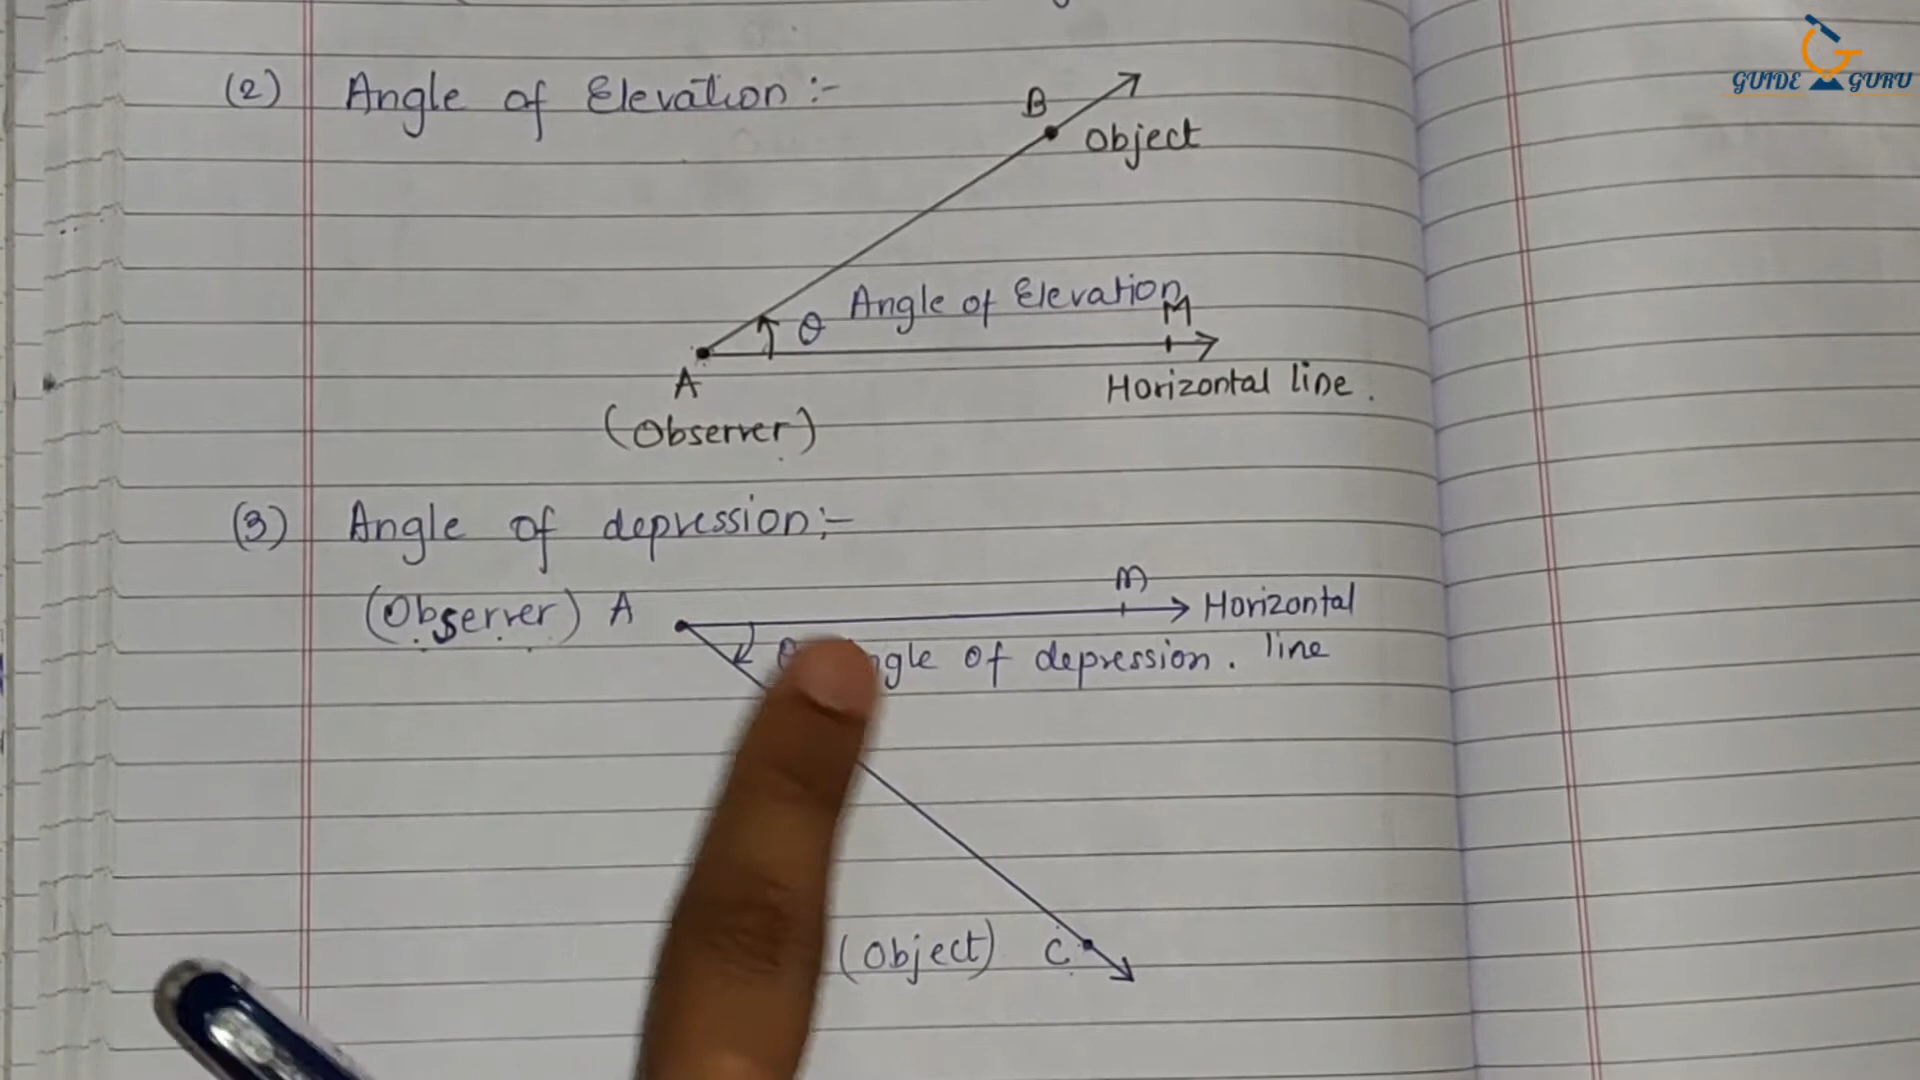 GUIDE GURU
(2) Angle of Elevation :-
B
Object
θ Angle of Elevation
M
A
Horizontal line.
(Observer)
(3) Angle of depression :-
M
(Observer) A
Horizontal
of depression. line
(Object) C